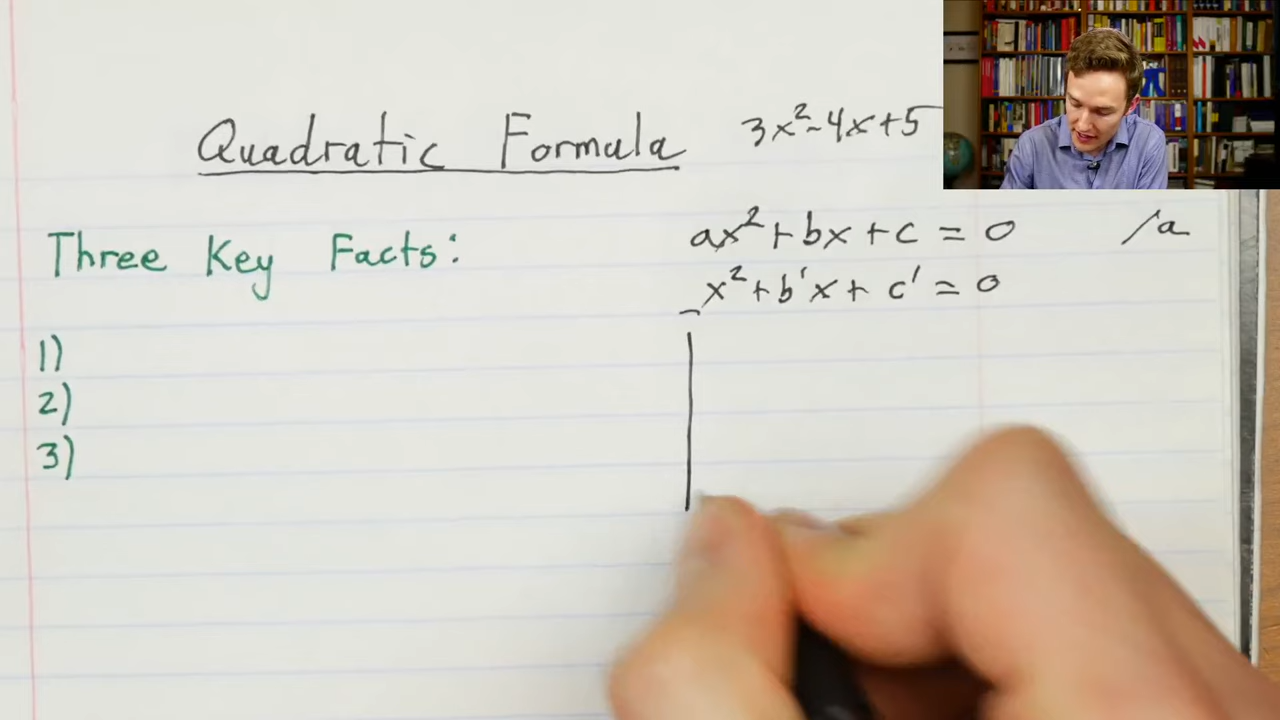 Quadratic Formula 3x²-4x+5
Three Key Facts:
ax²+bx+c=0 /a
x²+b'x+c'=0
1)
2)
3)